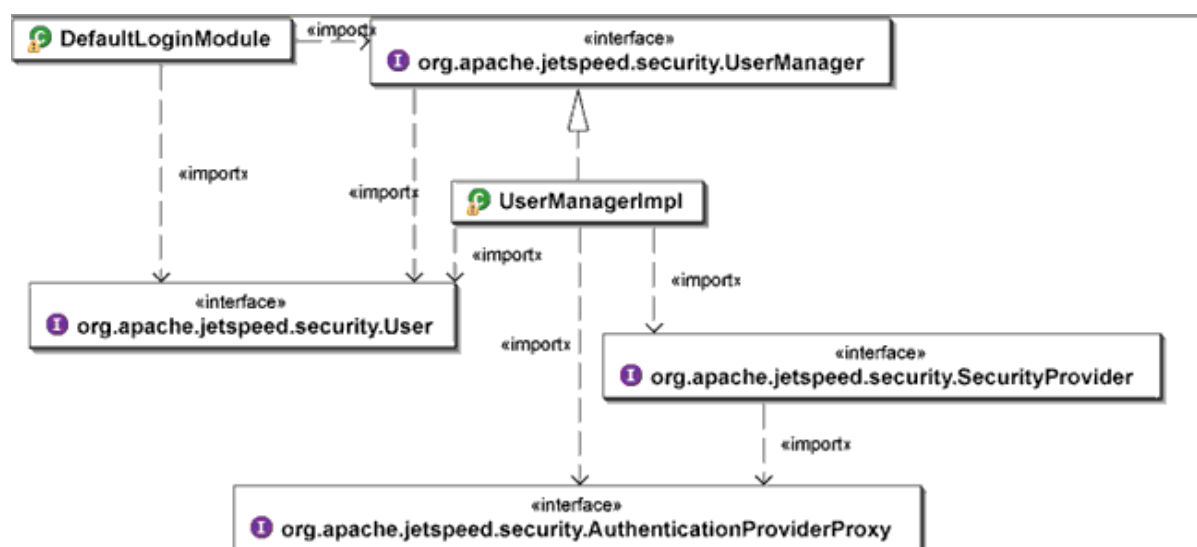 DefaultLoginModule
«import»
«interface»
I org.apache.jetspeed.security.UserManager
«import»
«import»
C UserManagerImpl
«import»
«import»
«interface»
I org.apache.jetspeed.security.User
«import»
«interface»
I org.apache.jetspeed.security.SecurityProvider
«import»
«interface»
I org.apache.jetspeed.security.AuthenticationProviderProxy